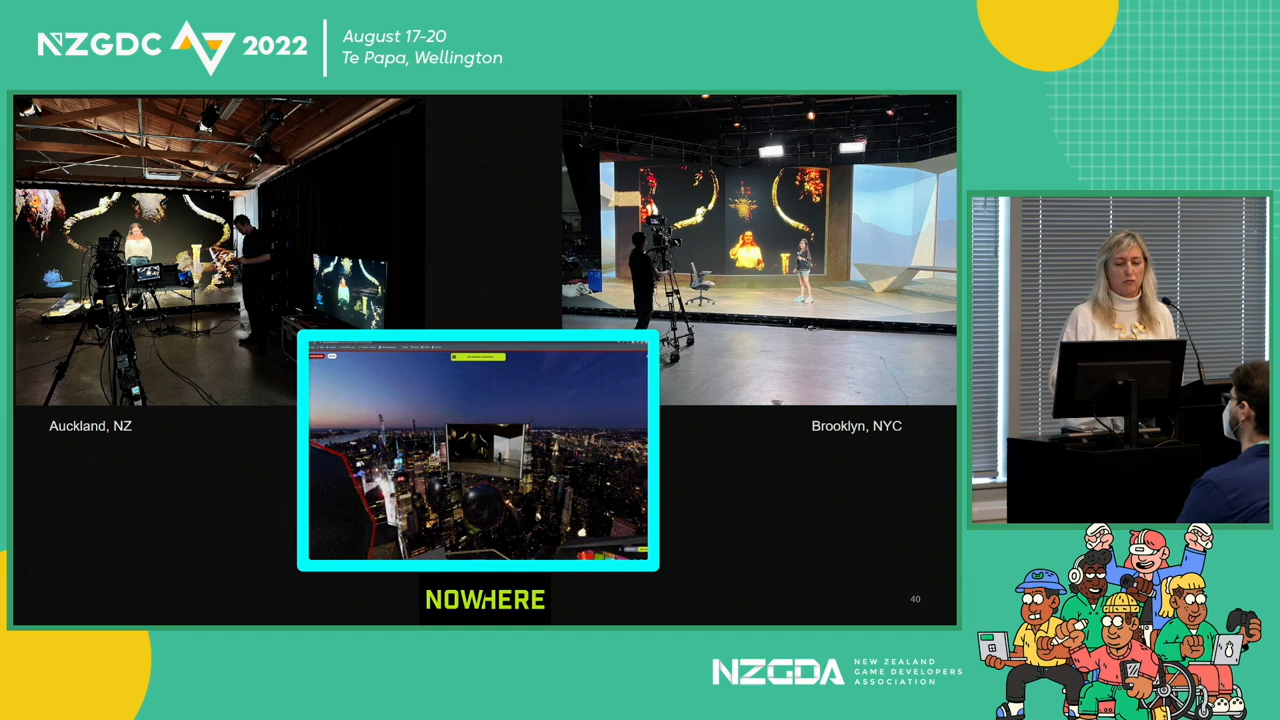 NZGDC
2022
August 17-20
Te Papa, Wellington
Auckland, NZ
Brooklyn, NYC
NOWHERE
40
NZGDA
NEW ZEALAND
GAME DEVELOPERS
ASSOCIATION